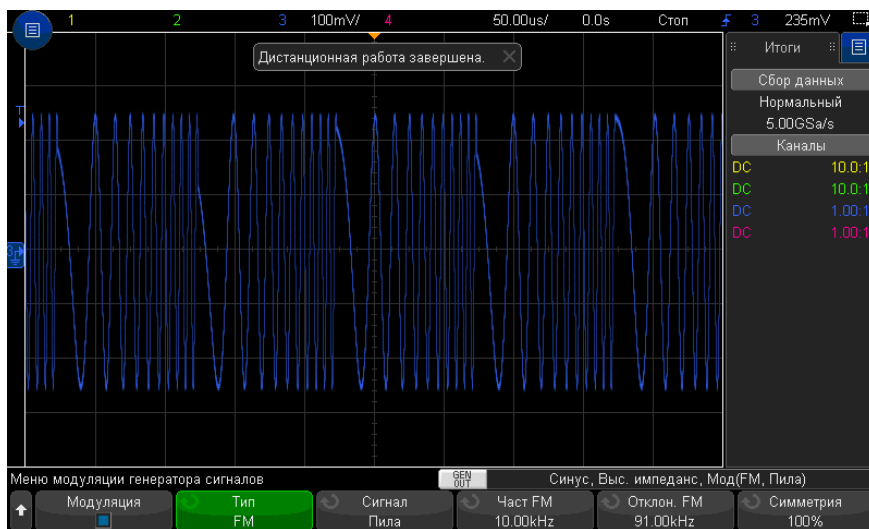 1 2 3 100mV/ 4 50.00us/ 0.0s Стоп 3 235mV
Дистанционная работа завершена.
Итоги
Сбор данных
Нормальный
5.00GSa/s
Каналы
DC 10.0:1
DC 10.0:1
DC 1.00:1
DC 1.00:1
T
3
Меню модуляции генератора сигналов
GEN OUT
Синус, Выс. импеданс, Мод(FM, Пила)
Модуляция
Тип
FM
Сигнал
Пила
Част FM
10.00kHz
Отклон. FM
91.00kHz
Симметрия
100%